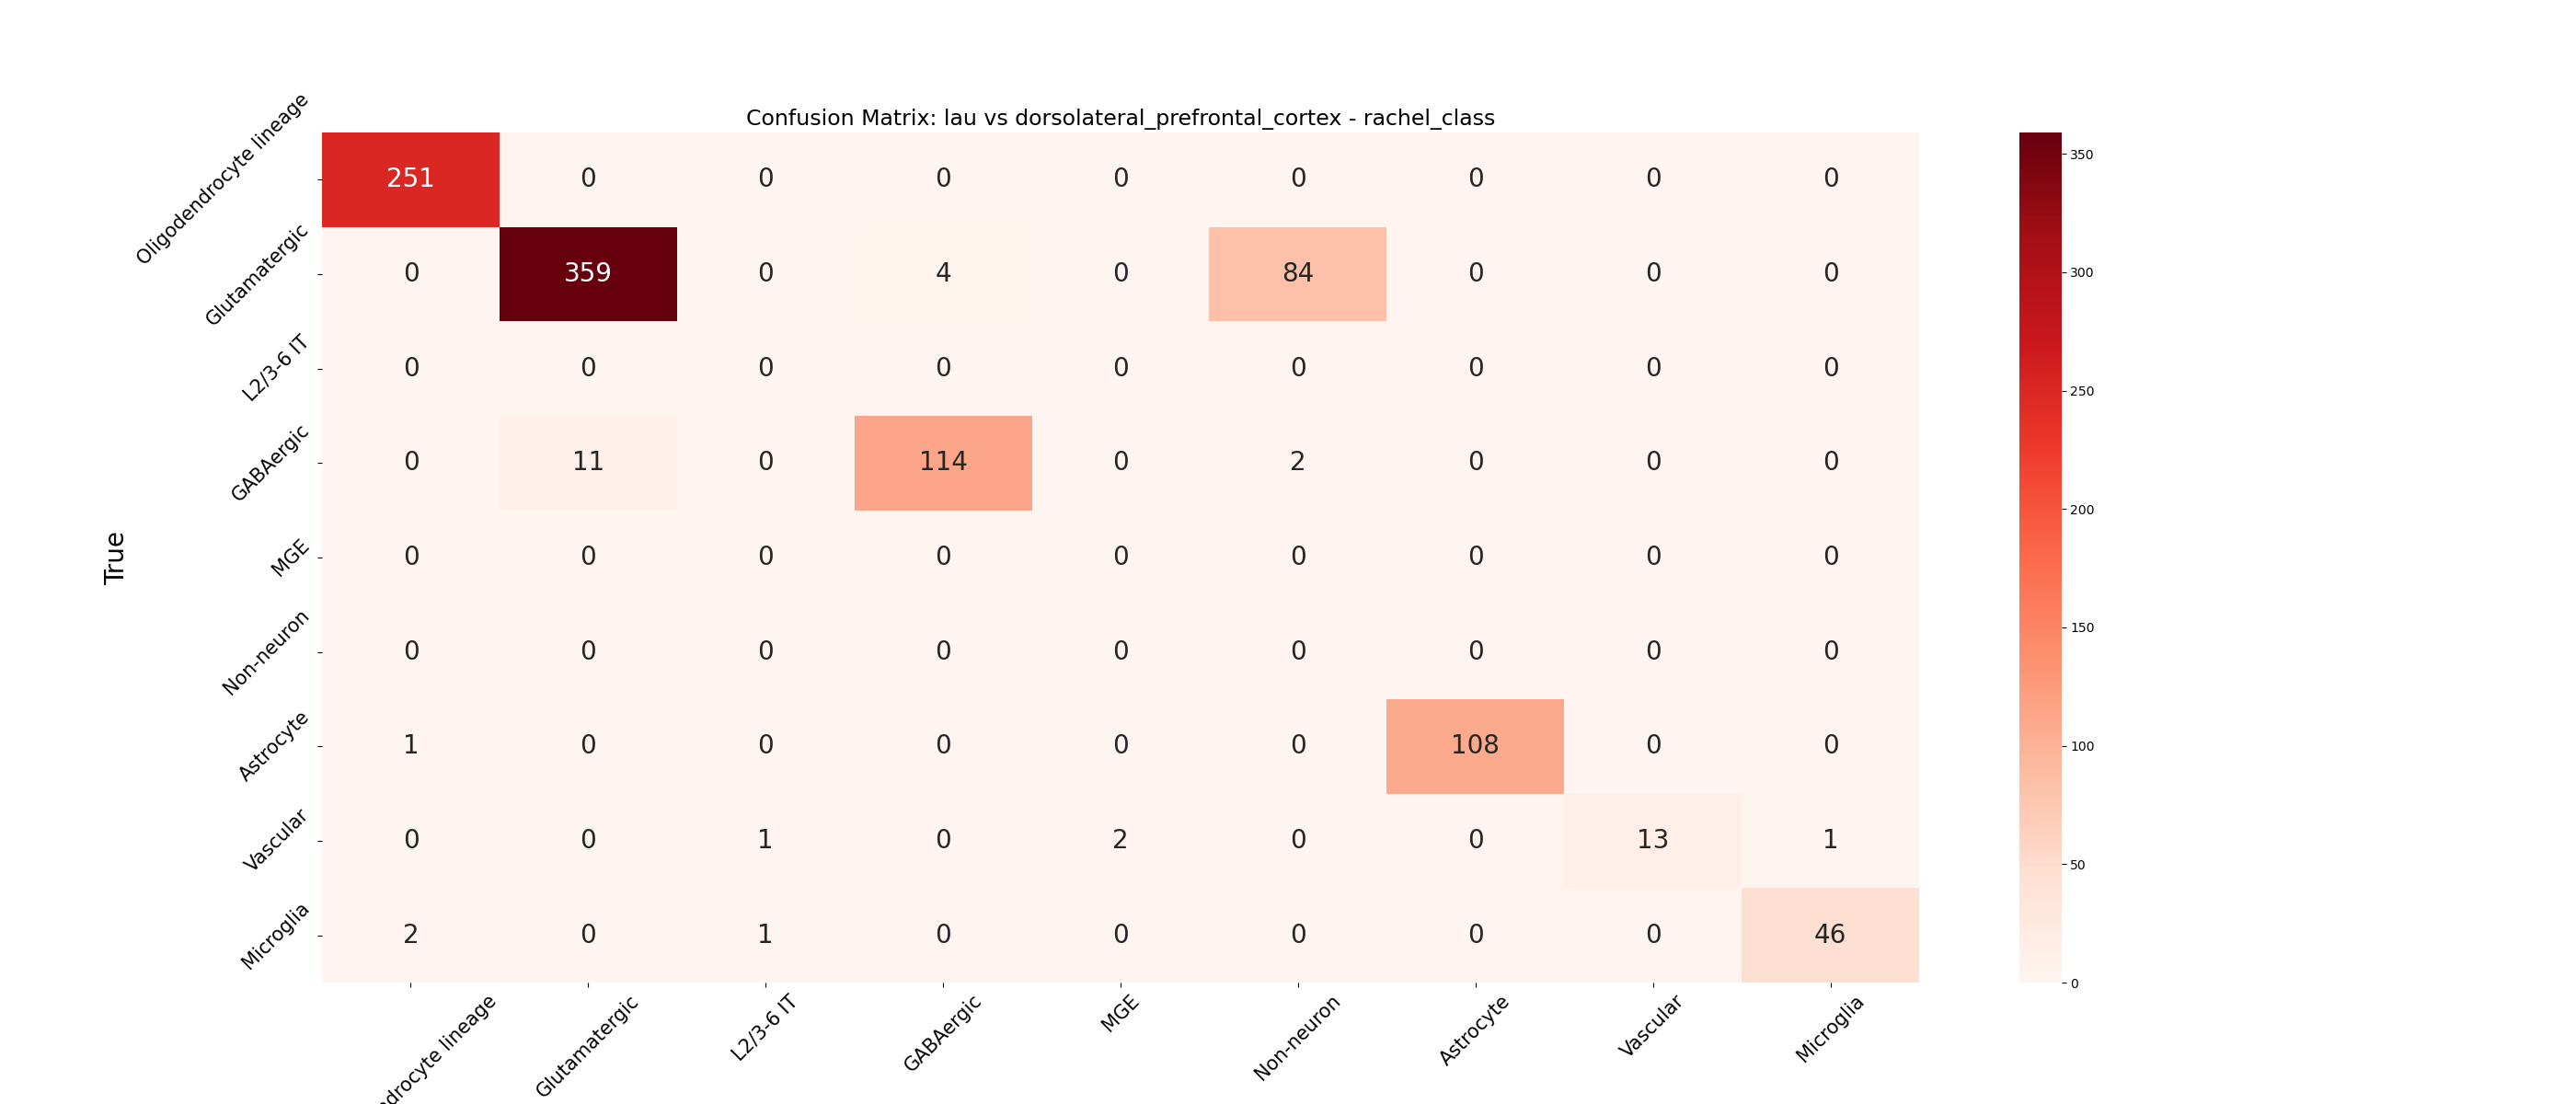 Confusion Matrix: lau vs dorsolateral_prefrontal_cortex - rachel_class
True
Oligodendrocyte lineage 251 0 0 0 0 0 0 0 0
Glutamatergic 0 359 0 4 0 84 0 0 0
L2/3-6 IT 0 0 0 0 0 0 0 0 0
GABAergic 0 11 0 114 0 2 0 0 0
MGE 0 0 0 0 0 0 0 0 0
Non-neuron 0 0 0 0 0 0 0 0 0
Astrocyte 1 0 0 0 0 0 108 0 0
Vascular 0 0 1 0 2 0 0 13 1
Microglia 2 0 1 0 0 0 0 0 46
lineage Glutamatergic L2/3-6 IT GABAergic MGE Non-neuron Astrocyte Vascular Microglia
350
300
250
200
150
100
50
0